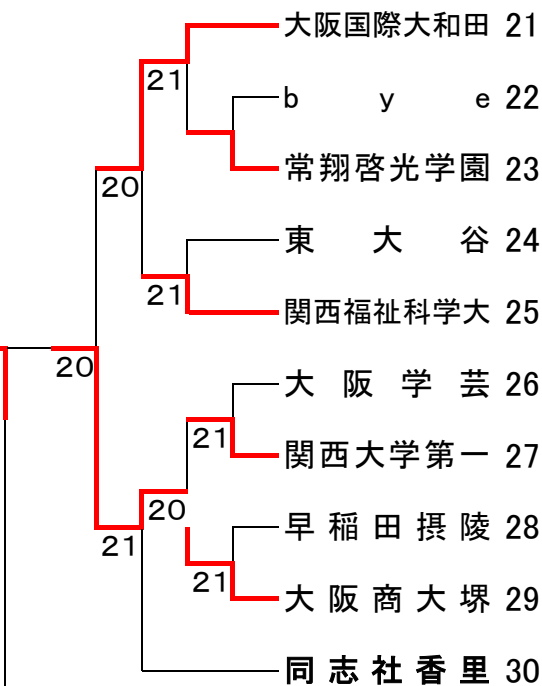 大阪国際大和田 21
21
b y e 22
常翔啓光学園 23
20
東大谷 24
21
関西福祉科学大 25
20
大阪学芸 26
21
関西大学第一 27
20
早稲田摂陵 28
21
21
大阪商大堺 29
同志社香里 30